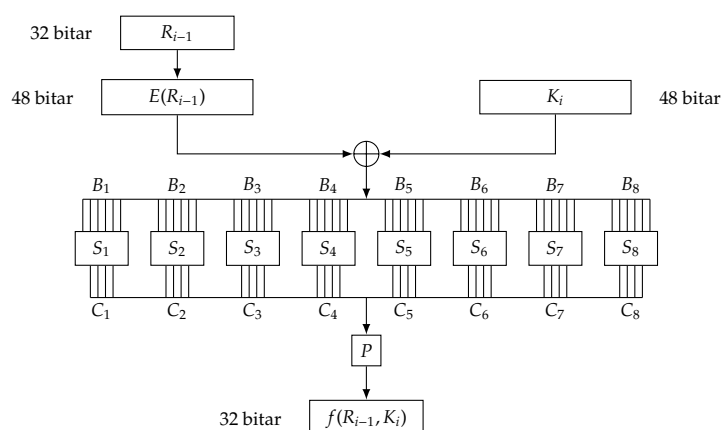 32 bitar R_{i−1}
48 bitar E(R_{i−1}) K_i 48 bitar
B_1 B_2 B_3 B_4 B_5 B_6 B_7 B_8
S_1 S_2 S_3 S_4 S_5 S_6 S_7 S_8
C_1 C_2 C_3 C_4 C_5 C_6 C_7 C_8
P
32 bitar f(R_{i−1}, K_i)